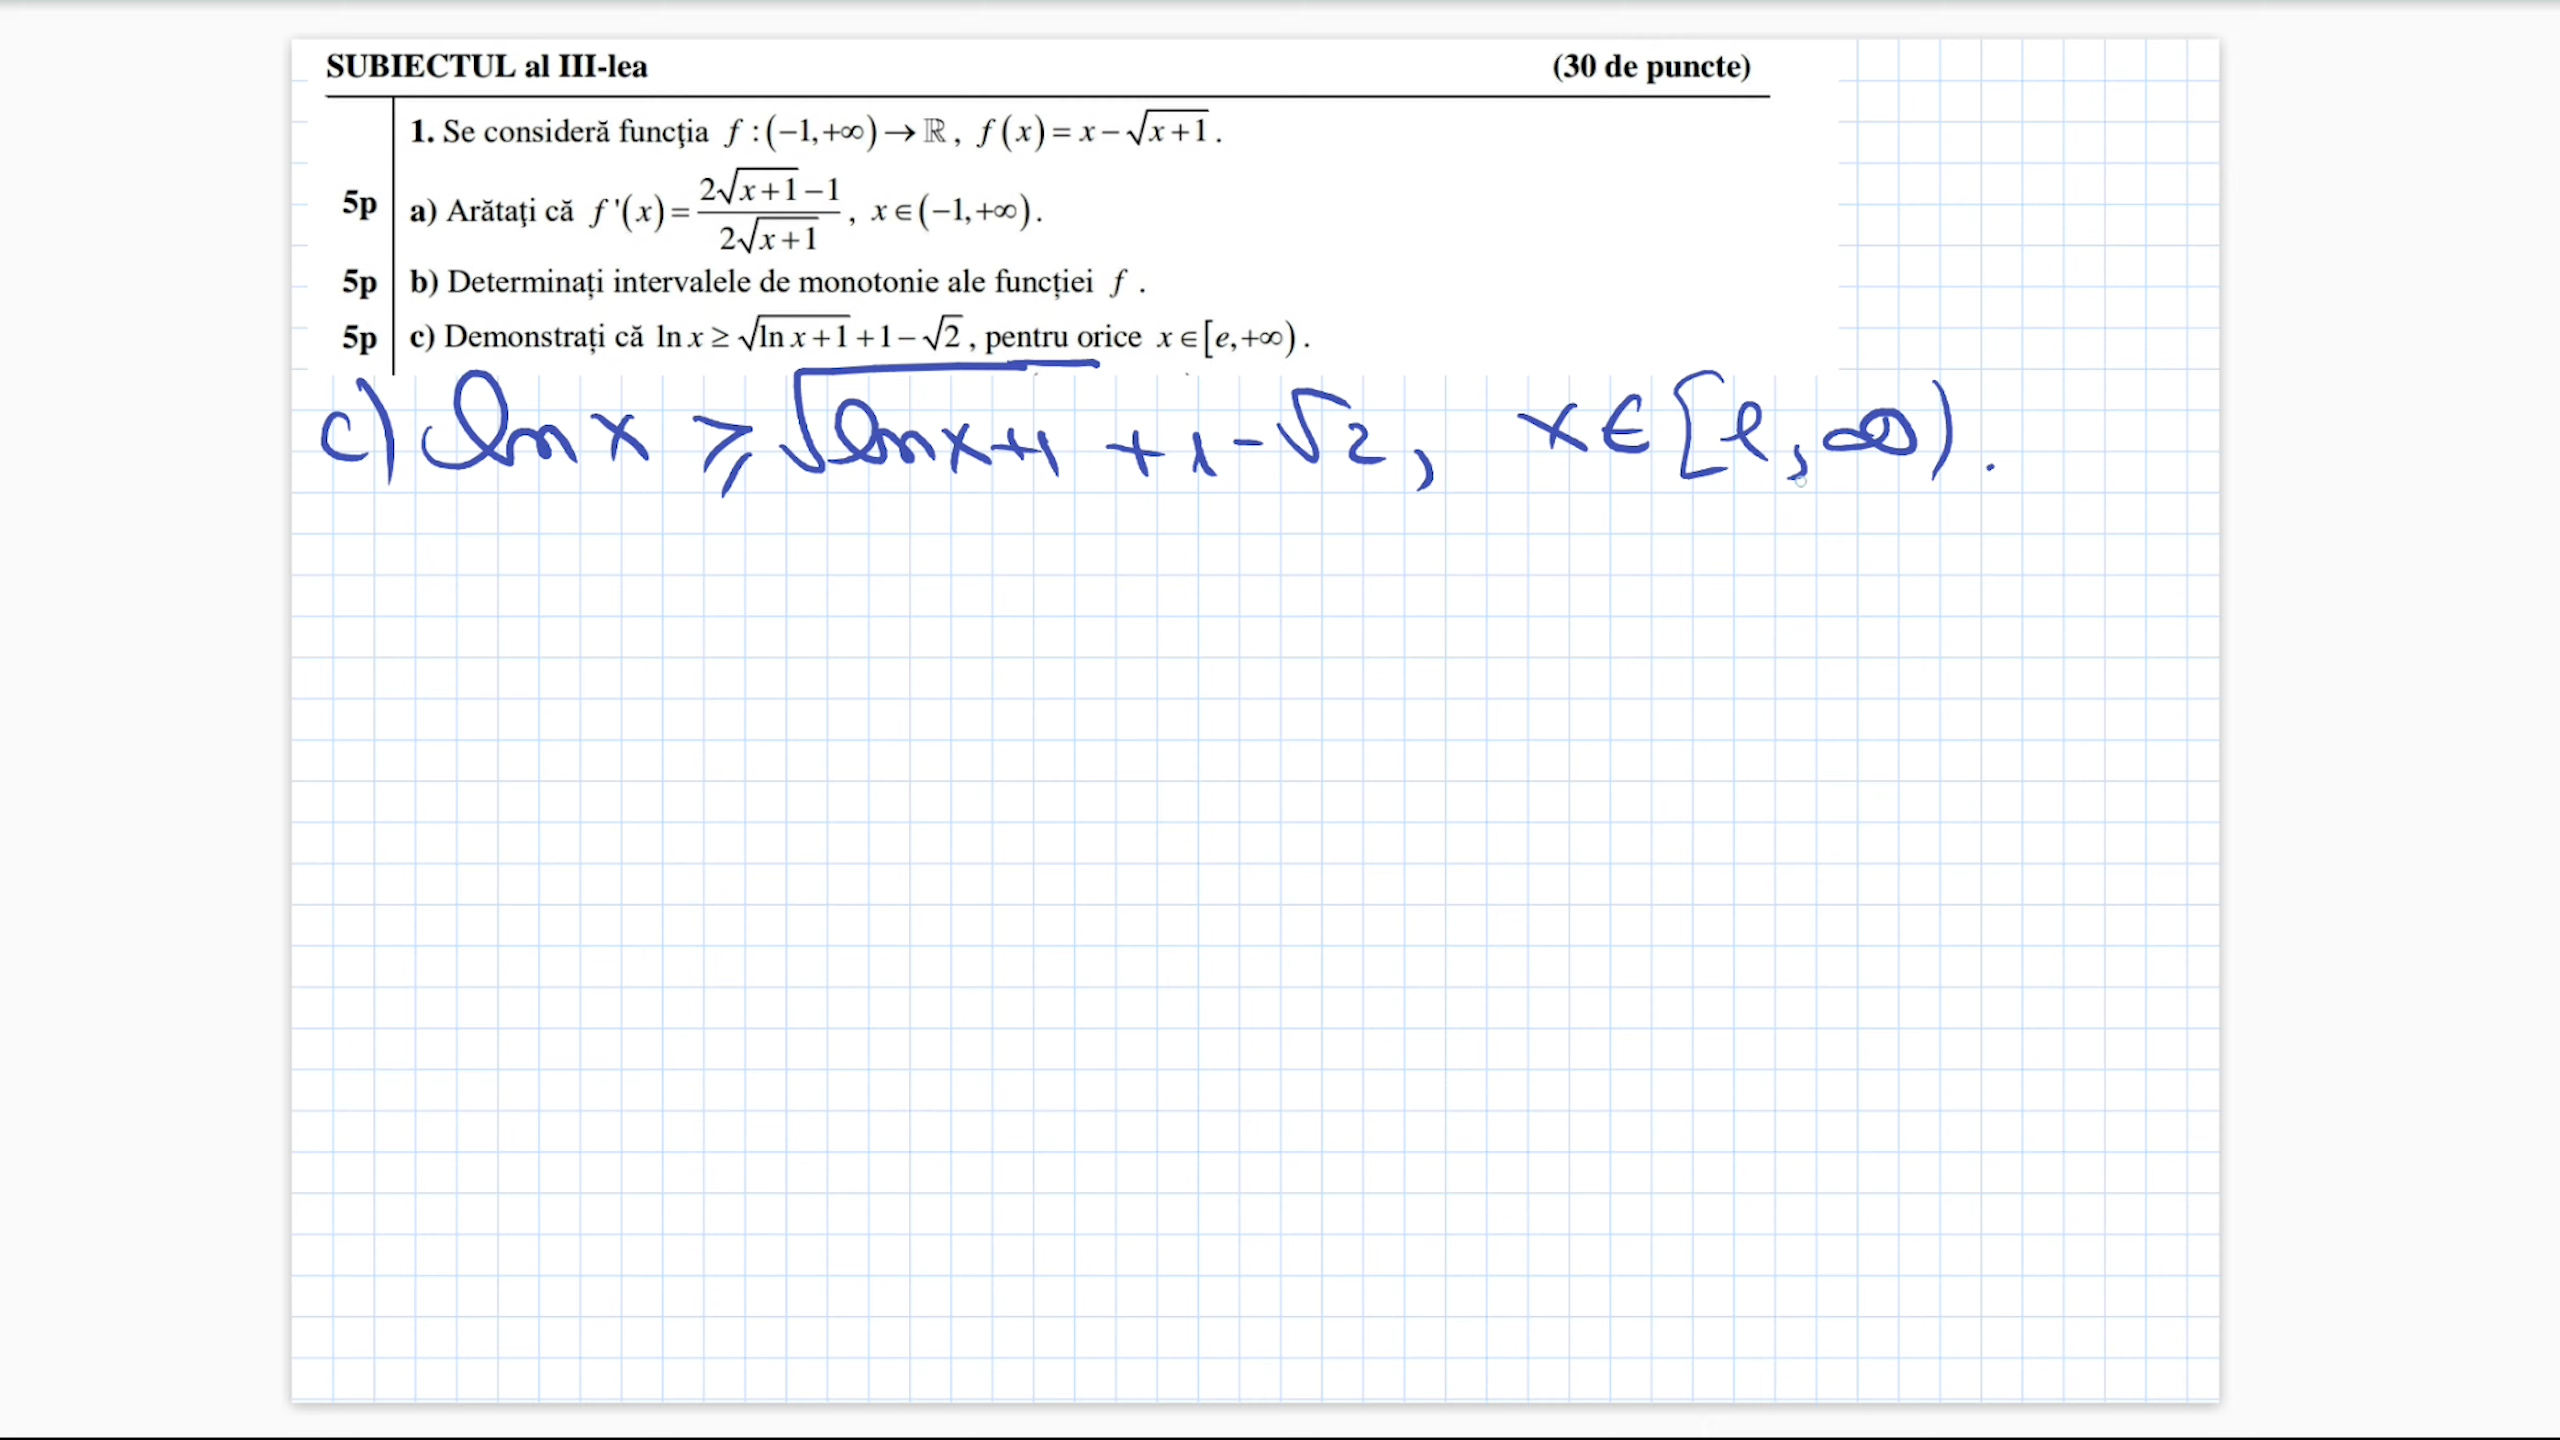 SUBIECTUL al III-lea (30 de puncte)
1. Se consideră funcția f : (−1, +∞) → ℝ, f(x) = x − √(x+1).
5p a) Arătați că f'(x) = (2√(x+1) − 1)/(2√(x+1)), x ∈ (−1, +∞).
5p b) Determinați intervalele de monotonie ale funcției f.
5p c) Demonstrați că ln x ≥ √(ln x + 1) + 1 − √2, pentru orice x ∈ [e, +∞).
c) ln x ≥ √(ln x + 1) + 1 − √2, x ∈ [e, ∞).